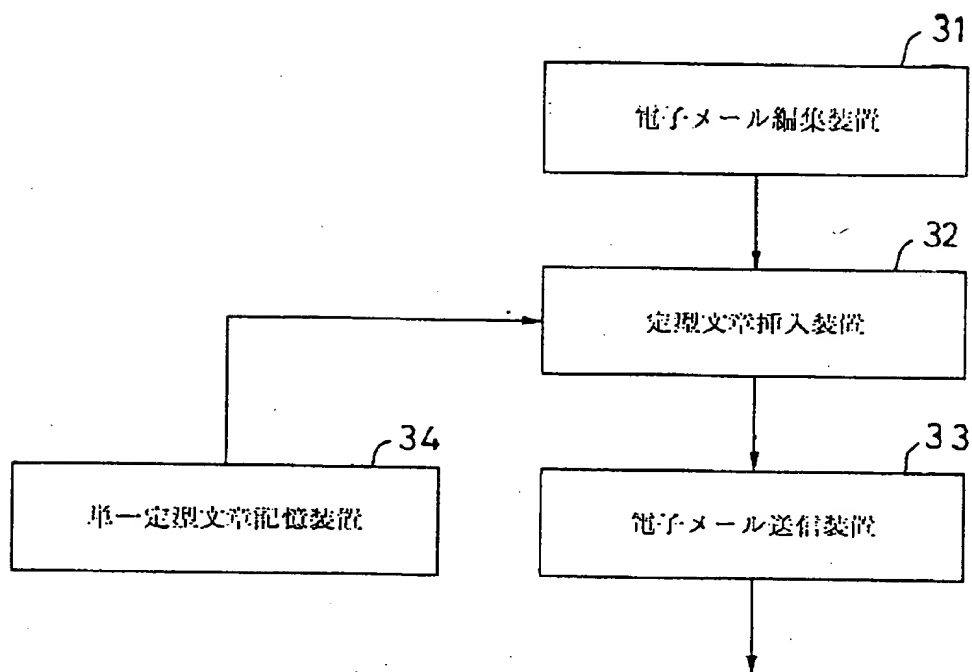 31
電子メール編集装置
32
定型文章挿入装置
34
単一定型文章記憶装置
33
電子メール送信装置